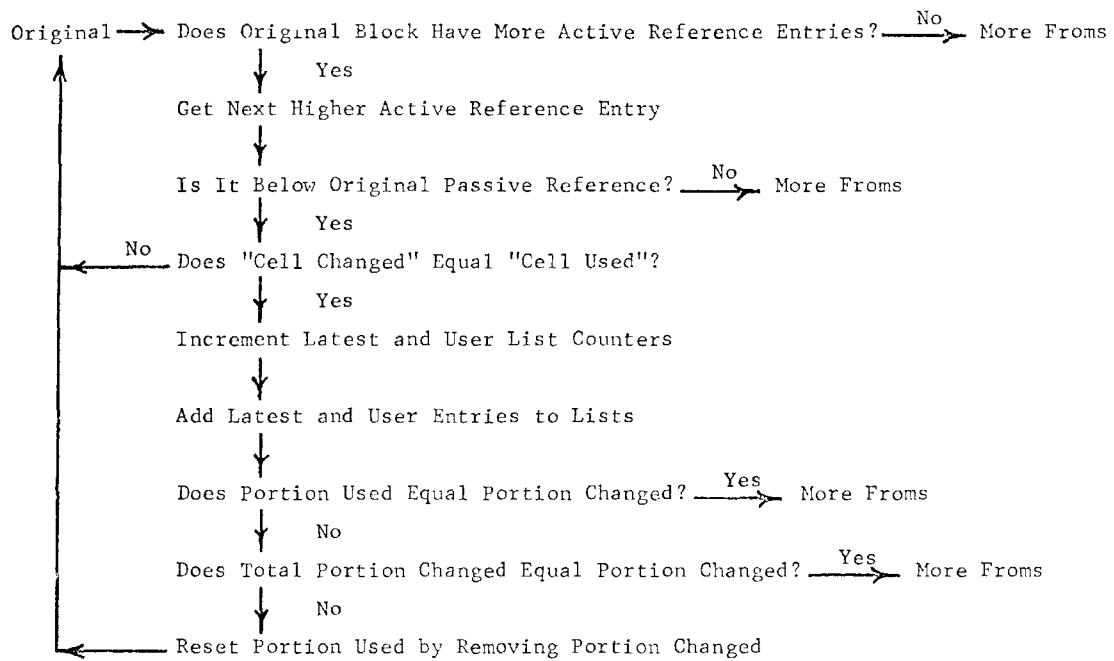 Original Does Original Block Have More Active Reference Entries? No More Froms
Yes
Get Next Higher Active Reference Entry
Is It Below Original Passive Reference? No More Froms
Yes
No Does "Cell Changed" Equal "Cell Used"?
Yes
Increment Latest and User List Counters
Add Latest and User Entries to Lists
Does Portion Used Equal Portion Changed? Yes More Froms
No
Does Total Portion Changed Equal Portion Changed? Yes More Froms
No
Reset Portion Used by Removing Portion Changed